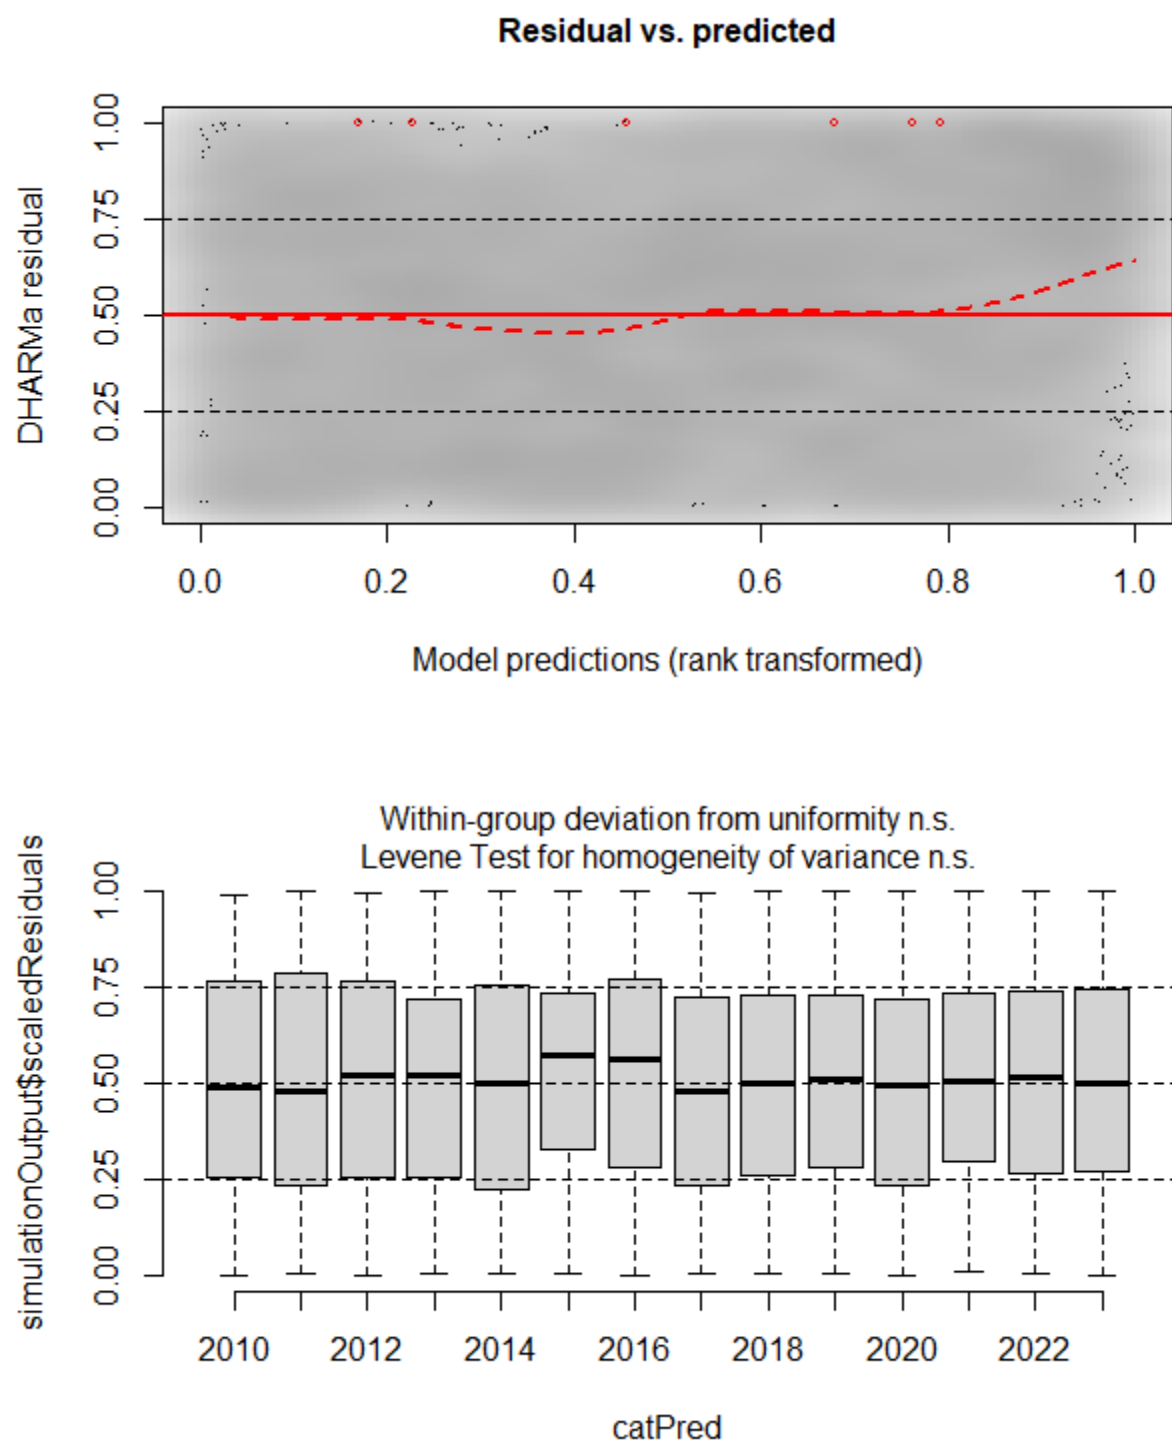 Residual vs. predicted
DHARMa residual
1.00
0.75
0.50
0.25
0.00
0.0 0.2 0.4 0.6 0.8 1.0
Model predictions (rank transformed)
Within-group deviation from uniformity n.s.
Levene Test for homogeneity of variance n.s.
simulationOutput$scaledResiduals
1.00
0.75
0.50
0.25
0.00
2010 2012 2014 2016 2018 2020 2022
catPred